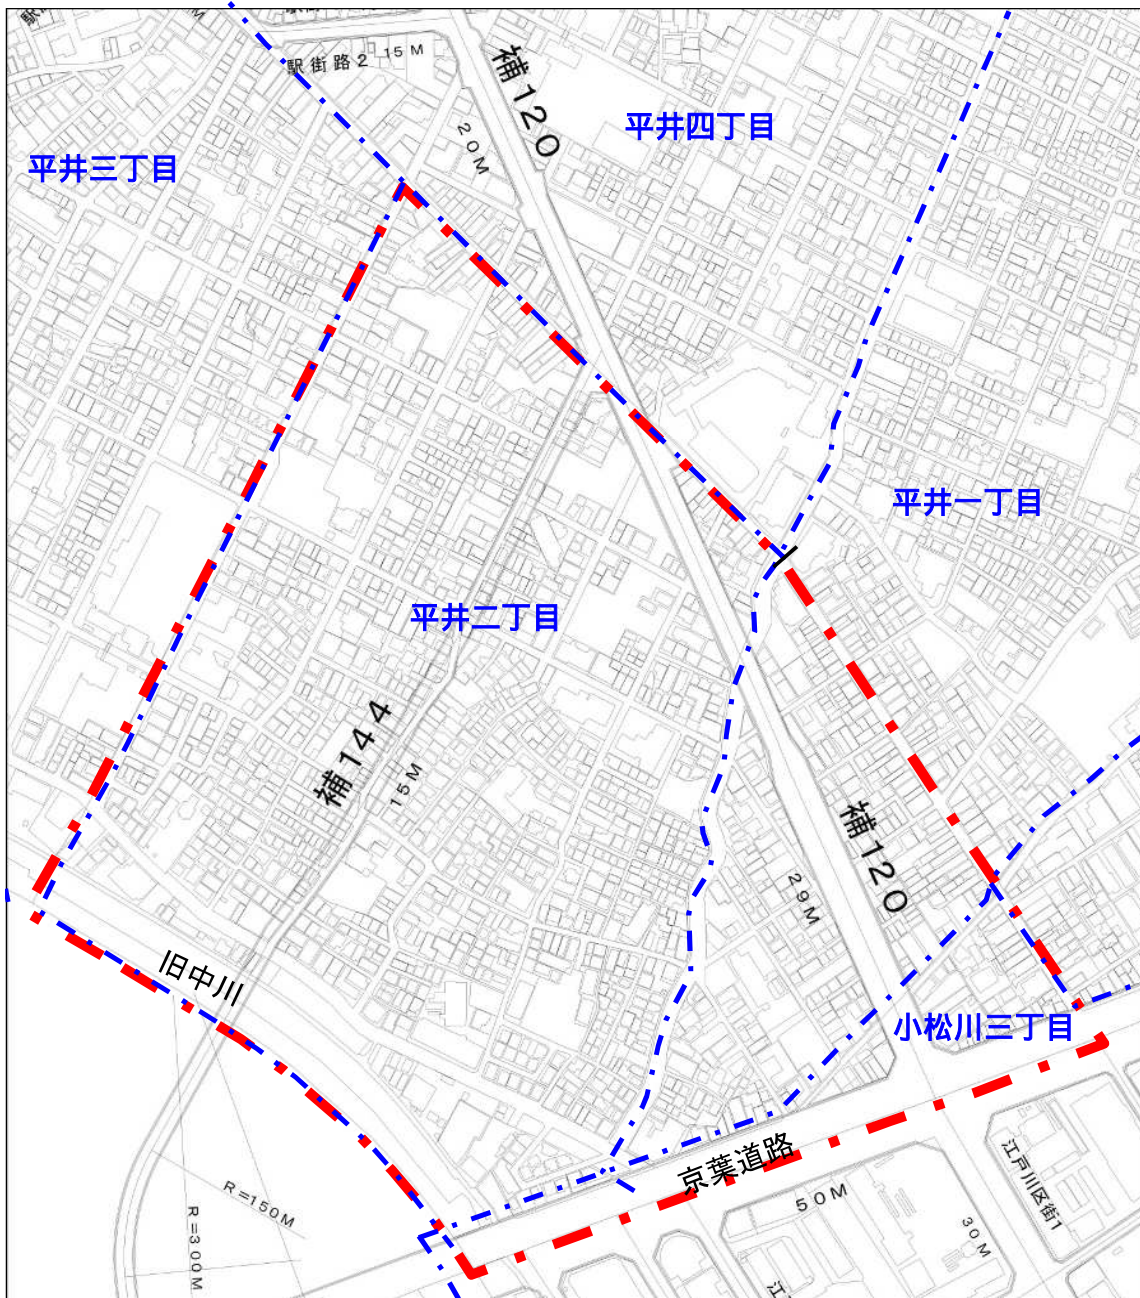 駅街路2 15M
補120
20M
平井四丁目
平井三丁目
平井一丁目
平井二丁目
補144
15M
補120
29M
旧中川
小松川三丁目
京葉道路
50M
30M
江戸川区街1
R=150M
R=300M